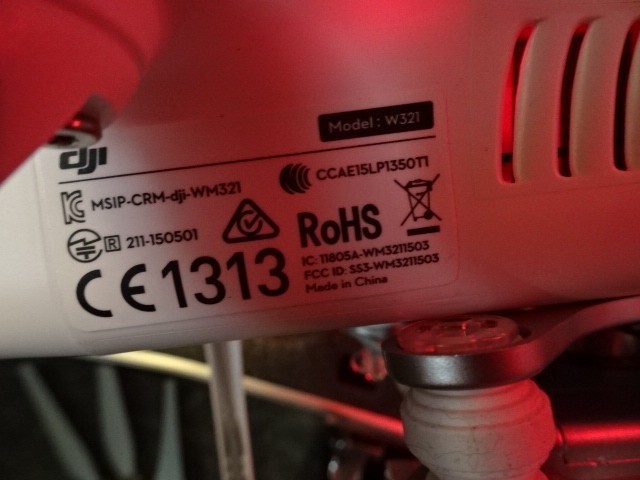 Model: W321
dji
CCAE15LP1350T1
MSIP-CRM-dji-WM321
R 211-150501
RoHS
IC: 11805A-WM3211503
FCC ID: SS3-WM3211503
Made in China
CE1313